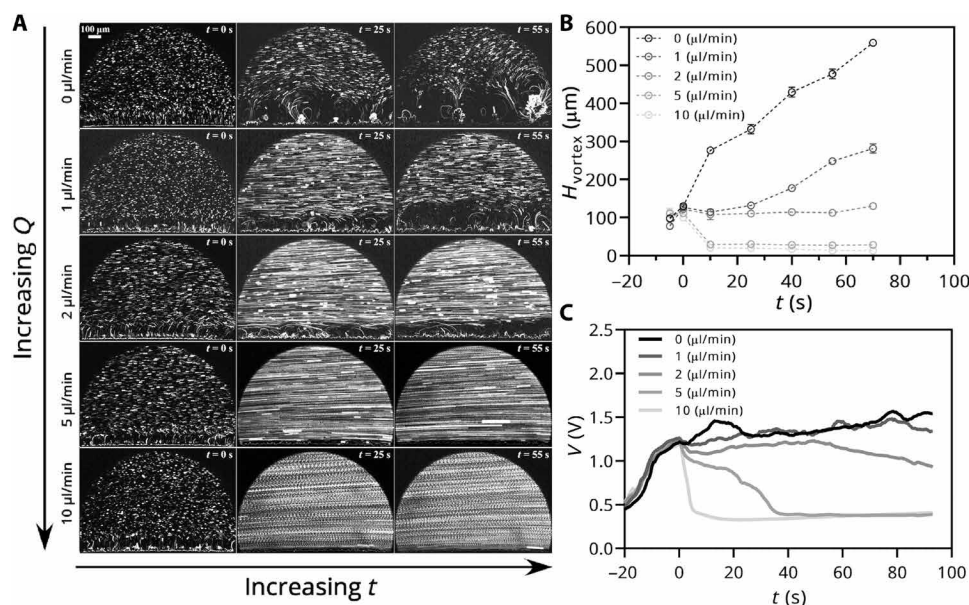 A
Increasing Q
Increasing t
100 µm
0 µl/min
t = 0 s
t = 25 s
t = 55 s
1 µl/min
t = 0 s
t = 25 s
t = 55 s
2 µl/min
t = 0 s
t = 25 s
t = 55 s
5 µl/min
t = 0 s
t = 25 s
t = 55 s
10 µl/min
t = 0 s
t = 25 s
t = 55 s
B
0 (µl/min)
1 (µl/min)
2 (µl/min)
5 (µl/min)
10 (µl/min)
Hvortex (µm)
600
500
400
300
200
100
0
−20 0 20 40 60 80 100
t (s)
C
0 (µl/min)
1 (µl/min)
2 (µl/min)
5 (µl/min)
10 (µl/min)
V (V)
2.5
2.0
1.5
1.0
0.5
0.0
−20 0 20 40 60 80 100
t (s)